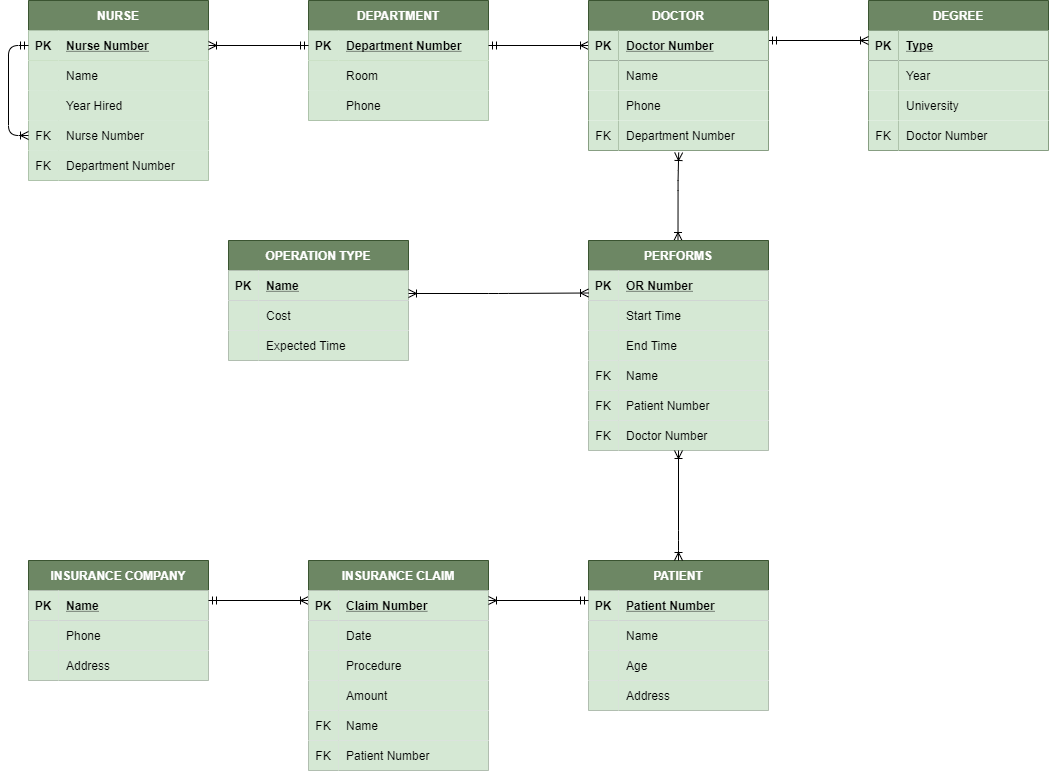 NURSE
PK Nurse Number
Name
Year Hired
FK Nurse Number
FK Department Number
DEPARTMENT
PK Department Number
Room
Phone
DOCTOR
PK Doctor Number
Name
Phone
FK Department Number
DEGREE
PK Type
Year
University
FK Doctor Number
OPERATION TYPE
PK Name
Cost
Expected Time
PERFORMS
PK OR Number
Start Time
End Time
FK Name
FK Patient Number
FK Doctor Number
INSURANCE COMPANY
PK Name
Phone
Address
INSURANCE CLAIM
PK Claim Number
Date
Procedure
Amount
FK Name
FK Patient Number
PATIENT
PK Patient Number
Name
Age
Address